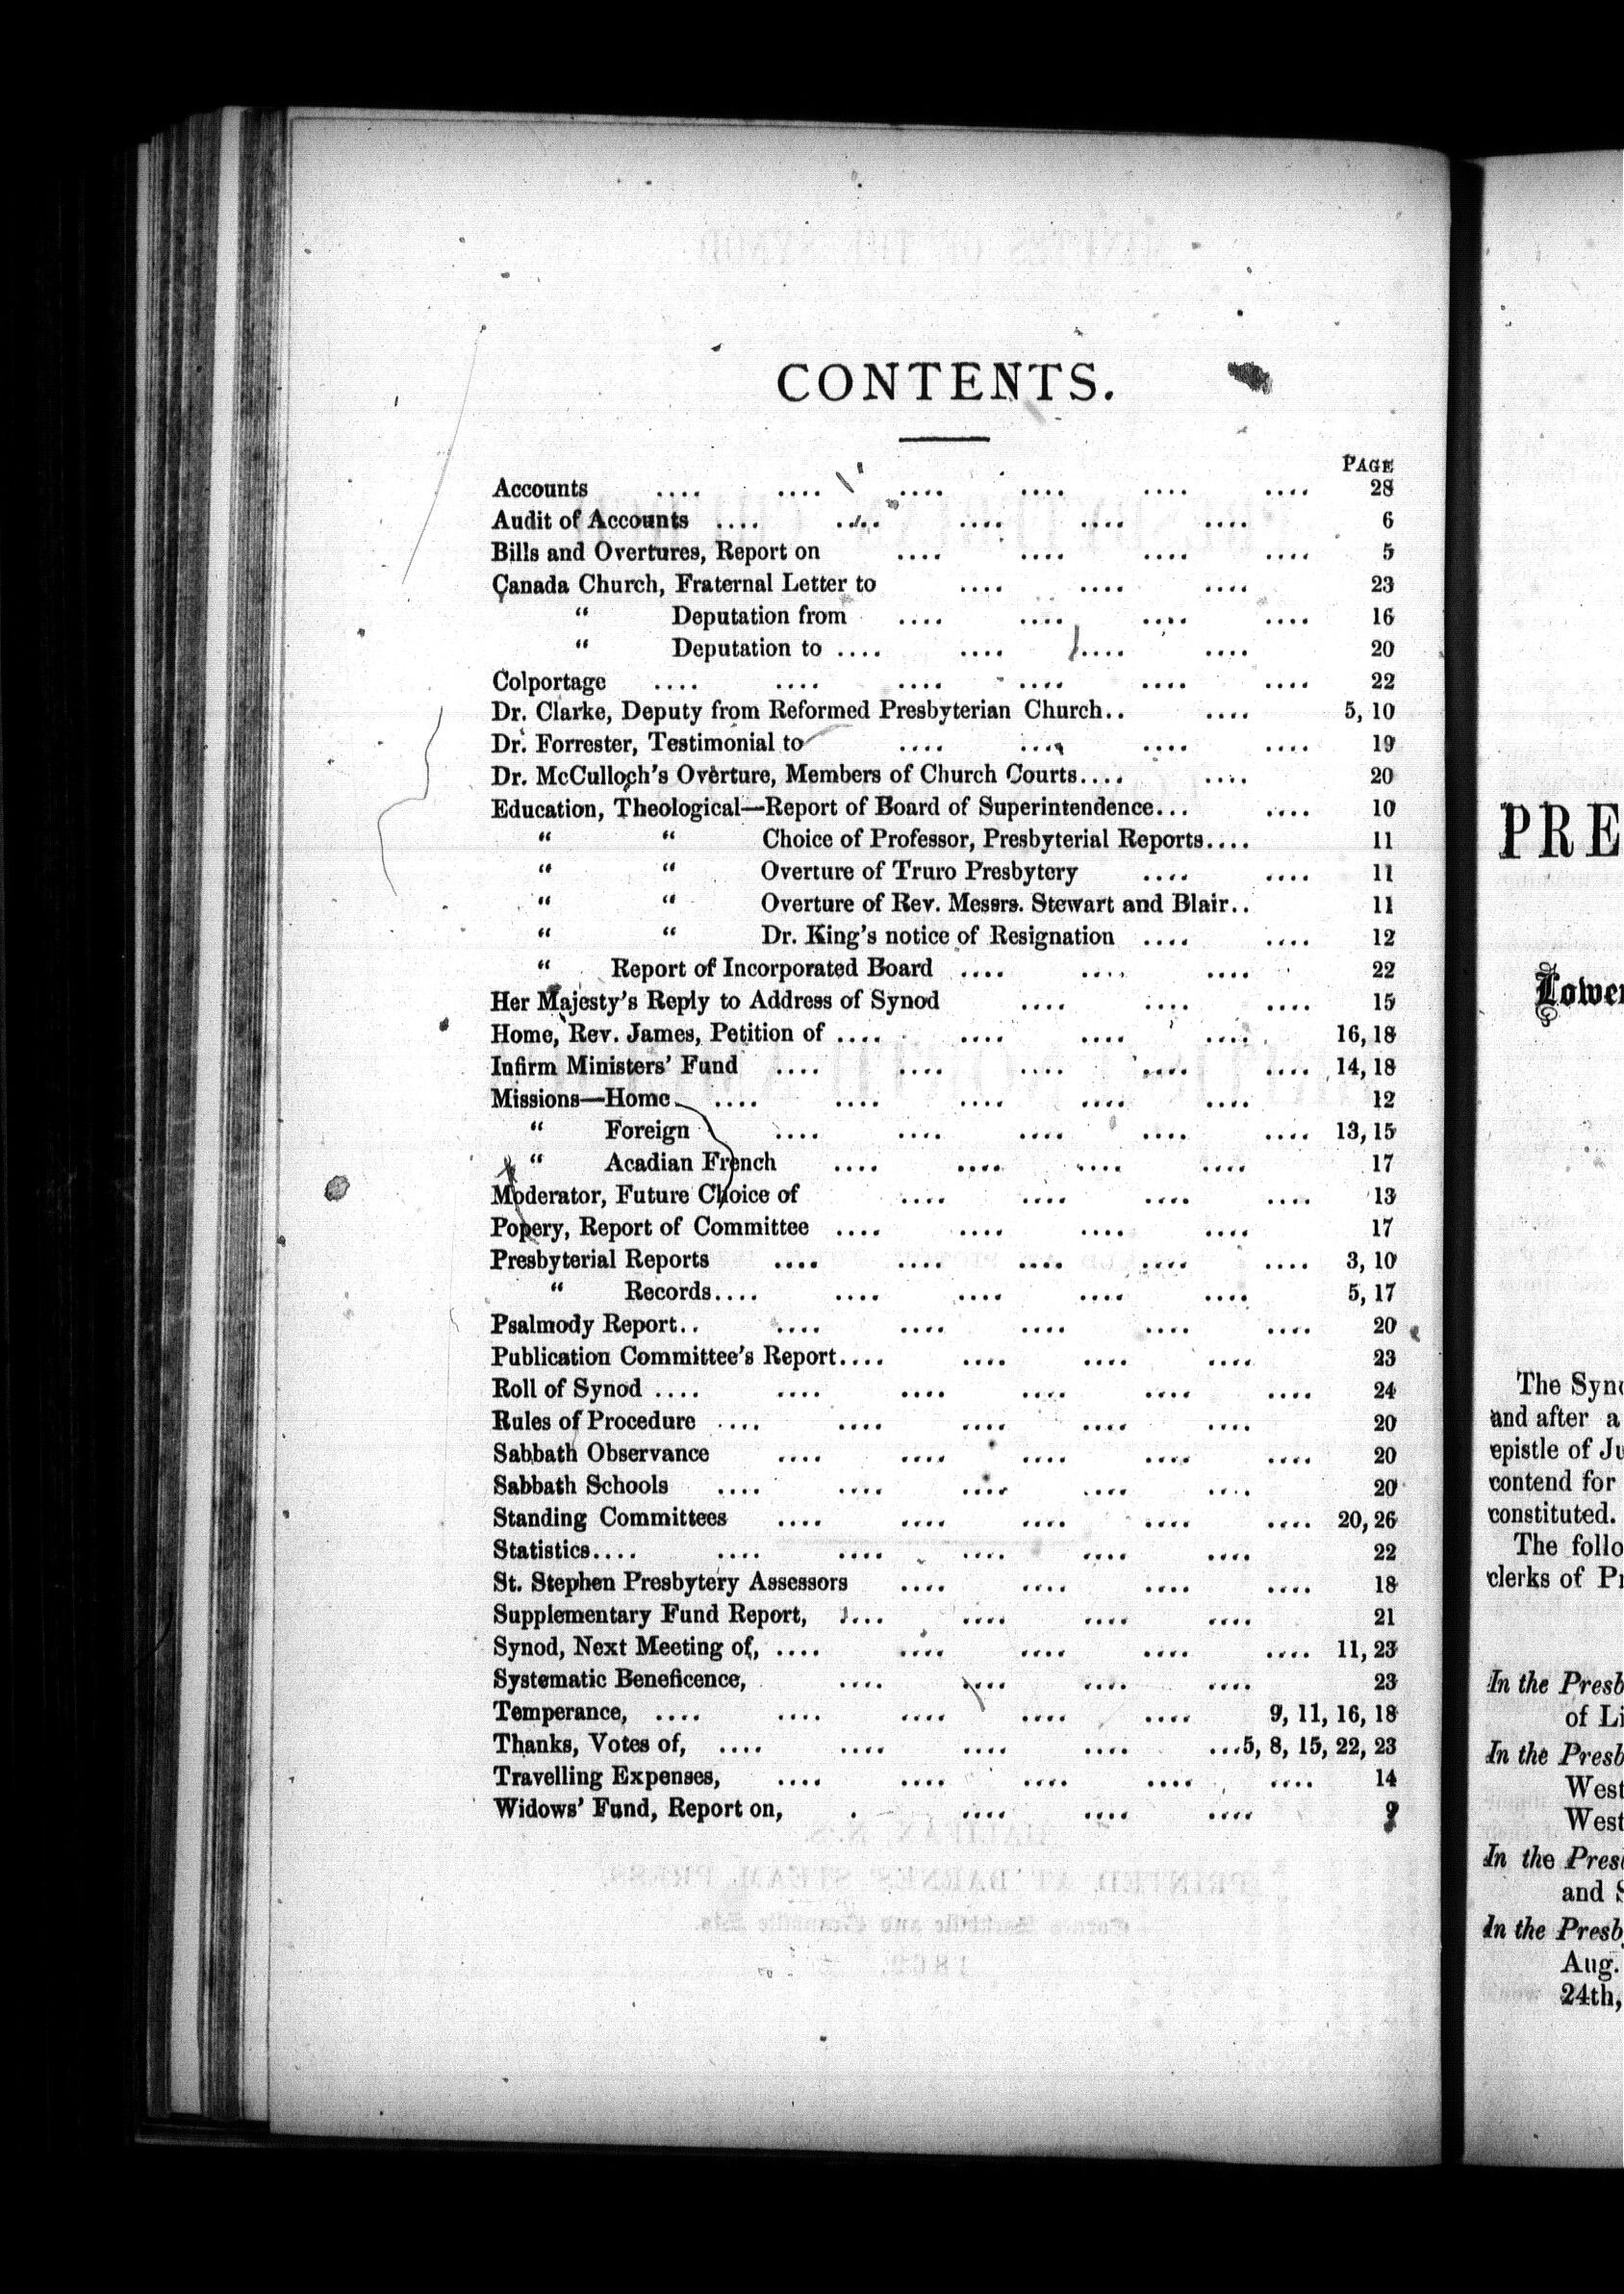 CONTENTS.
PAGE
Accounts .... .... .... .... .... .... 28
Audit of Accounts .... .... .... .... .... 6
Bills and Overtures, Report on .... .... .... .... 5
Canada Church, Fraternal Letter to .... .... .... 23
“ Deputation from .... .... .... .... 16
“ Deputation to .... .... .... .... 20
Colportage .... .... .... .... .... .... 22
Dr. Clarke, Deputy from Reformed Presbyterian Church.. .... 5, 10
Dr. Forrester, Testimonial to .... .... .... .... 19
Dr. McCulloch's Overture, Members of Church Courts.... .... 20
Education, Theological—Report of Board of Superintendence... .... 10
“ “ Choice of Professor, Presbyterial Reports.... 11
“ “ Overture of Truro Presbytery .... .... 11
“ “ Overture of Rev. Messrs. Stewart and Blair.. 11
“ “ Dr. King's notice of Resignation .... .... 12
“ Report of Incorporated Board .... .... .... 22
Her Majesty's Reply to Address of Synod .... .... .... 15
Home, Rev. James, Petition of .... .... .... .... 16, 18
Infirm Ministers' Fund .... .... .... .... .... 14, 18
Missions—Home .... .... .... .... .... 12
“ Foreign .... .... .... .... .... 13, 15
“ Acadian French .... .... .... .... 17
Moderator, Future Choice of .... .... .... .... 13
Popery, Report of Committee .... .... .... .... 17
Presbyterial Reports .... .... .... .... .... 3, 10
“ Records.... .... .... .... .... 5, 17
Psalmody Report.. .... .... .... .... .... 20
Publication Committee's Report.... .... .... .... 23
Roll of Synod .... .... .... .... .... .... 24
Rules of Procedure .... .... .... .... .... 20
Sabbath Observance .... .... .... .... .... 20
Sabbath Schools .... .... .... .... .... 20
Standing Committees .... .... .... .... .... 20, 26
Statistics.... .... .... .... .... .... 22
St. Stephen Presbytery Assessors .... .... .... .... 18
Supplementary Fund Report, .... .... .... .... 21
Synod, Next Meeting of, .... .... .... .... .... 11, 23
Systematic Beneficence, .... .... .... .... 23
Temperance, .... .... .... .... .... 9, 11, 16, 18
Thanks, Votes of, .... .... .... .... ...5, 8, 15, 22, 23
Travelling Expenses, .... .... .... .... .... 14
Widows' Fund, Report on, . .... .... .... 9
PRE
Lower
The Syno
and after a
epistle of Ju
contend for
constituted.
The follo
clerks of Pr
In the Presb
of Li
In the Presb
West
West
In the Pres
and S
In the Presb
Aug.
24th,